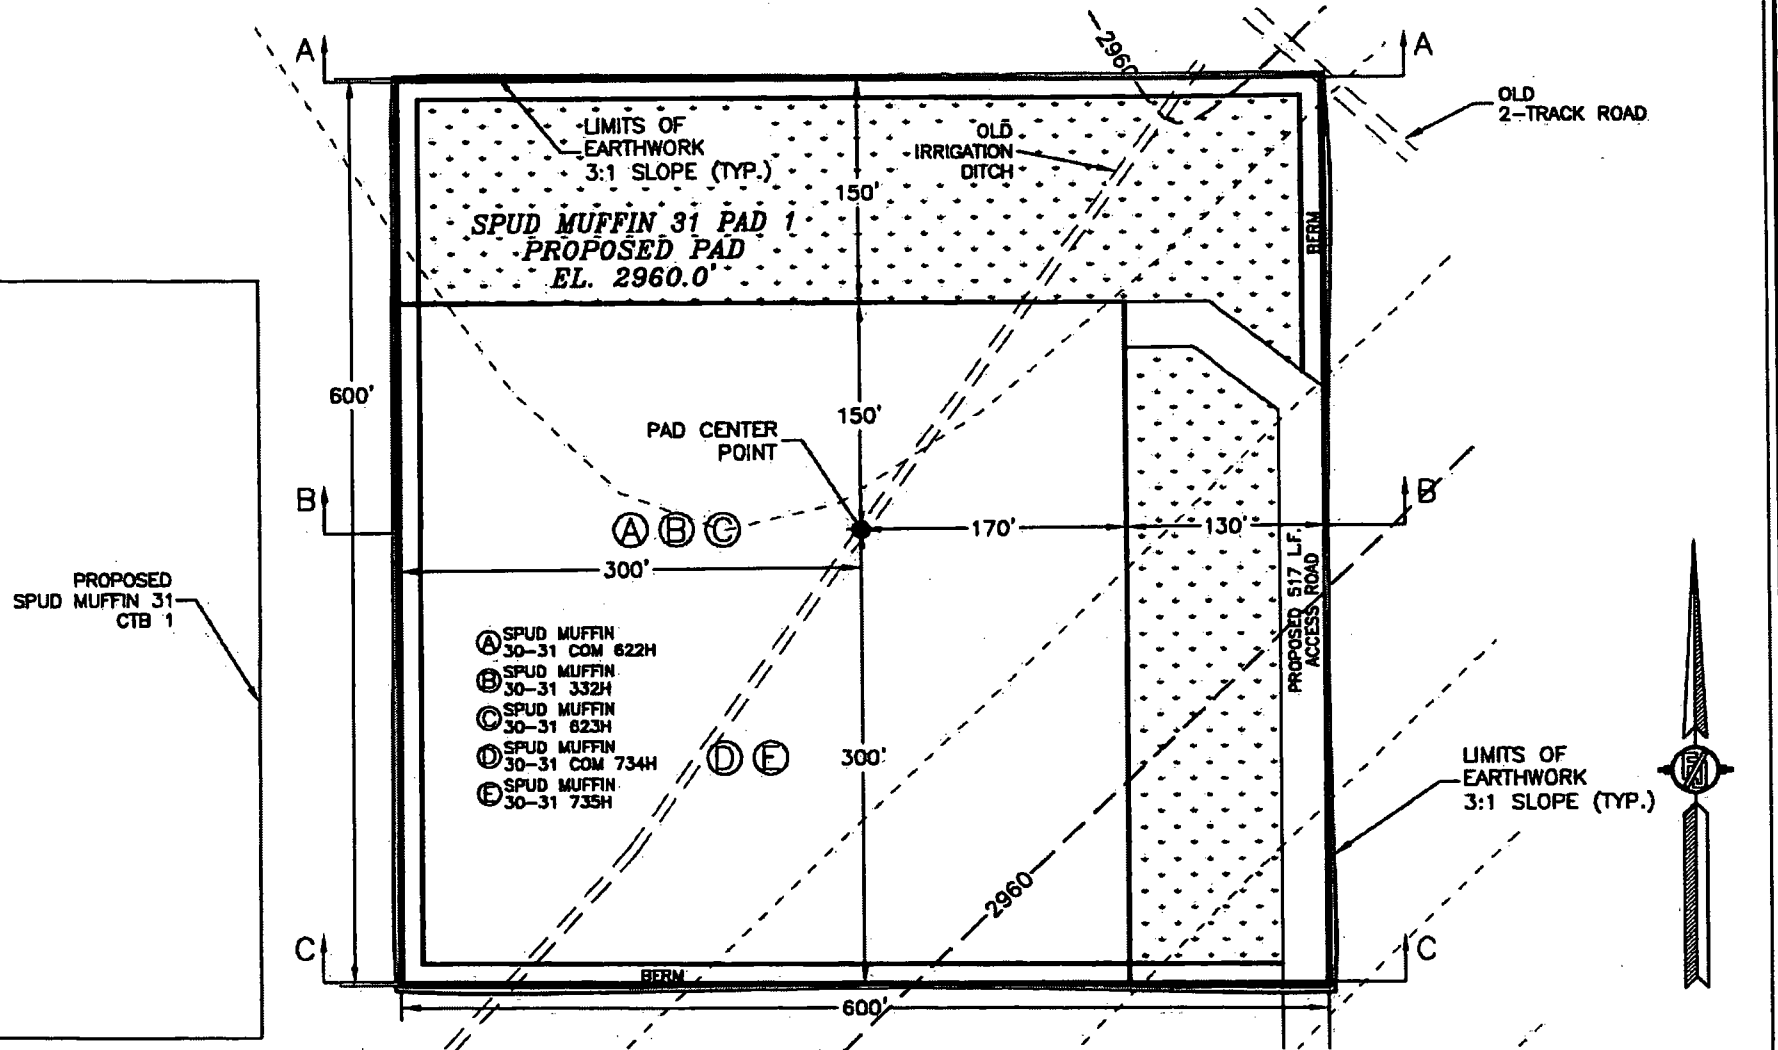 A
A
2960
OLD
2-TRACK ROAD
LIMITS OF
EARTHWORK
3:1 SLOPE (TYP.)
OLD
IRRIGATION
DITCH
150'
SPUD MUFFIN 31 PAD 1
PROPOSED PAD
EL. 2960.0'
BERM
600'
150'
PAD CENTER
POINT
B
B
A B C
170'
130'
300'
PROPOSED 517 L.F.
ACCESS ROAD
PROPOSED
SPUD MUFFIN 31
CTB 1
A SPUD MUFFIN
30-31 COM 622H
B SPUD MUFFIN
30-31 332H
C SPUD MUFFIN
30-31 623H
D SPUD MUFFIN
30-31 COM 734H
E SPUD MUFFIN
30-31 735H
D E
300'
LIMITS OF
EARTHWORK
3:1 SLOPE (TYP.)
2960
C
C
BERM
600'